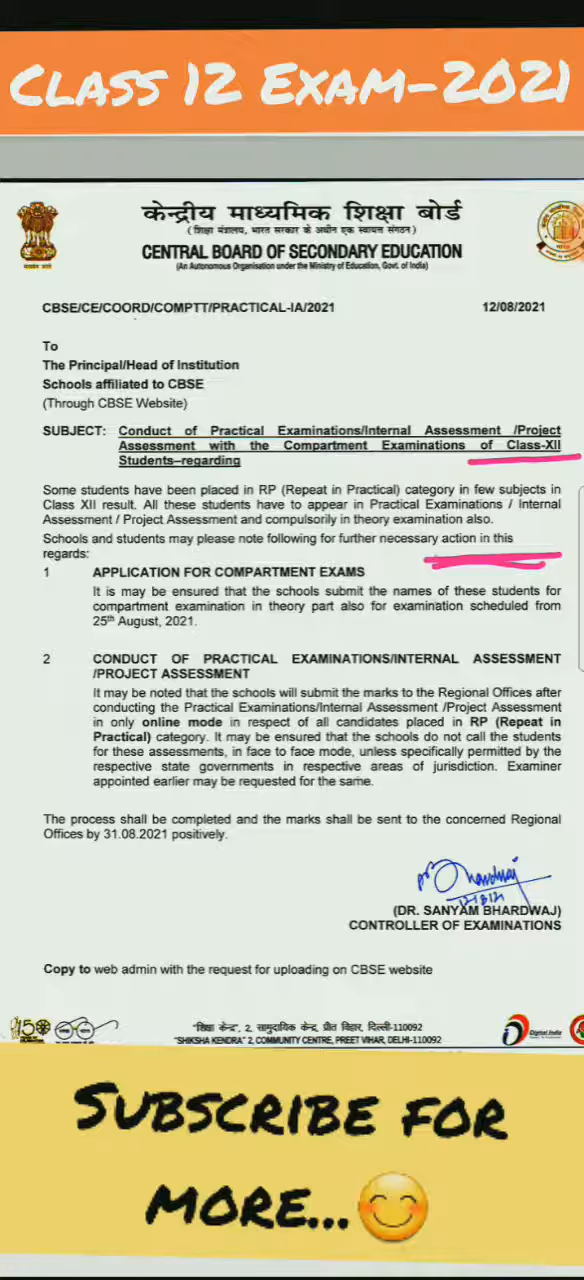 CLASS 12 EXAM-2021
केन्द्रीय माध्यमिक शिक्षा बोर्ड
(शिक्षा मंत्रालय, भारत सरकार के अधीन एक स्वायत्त संगठन)
CENTRAL BOARD OF SECONDARY EDUCATION
(An Autonomous Organisation under the Ministry of Education, Govt. of India)
CBSE/CE/COORD/COMPTT/PRACTICAL-IA/2021 12/08/2021
To
The Principal/Head of Institution
Schools affiliated to CBSE
(Through CBSE Website)
SUBJECT: Conduct of Practical Examinations/Internal Assessment /Project
Assessment with the Compartment Examinations of Class-XII
Students–regarding
Some students have been placed in RP (Repeat in Practical) category in few subjects in
Class XII result. All these students have to appear in Practical Examinations / Internal
Assessment / Project Assessment and compulsorily in theory examination also.
Schools and students may please note following for further necessary action in this
regards:
1 APPLICATION FOR COMPARTMENT EXAMS
It is may be ensured that the schools submit the names of these students for
compartment examination in theory part also for examination scheduled from
25th August, 2021.
2 CONDUCT OF PRACTICAL EXAMINATIONS/INTERNAL ASSESSMENT
/PROJECT ASSESSMENT
It may be noted that the schools will submit the marks to the Regional Offices after
conducting the Practical Examinations/Internal Assessment /Project Assessment
in only online mode in respect of all candidates placed in RP (Repeat in
Practical) category. It may be ensured that the schools do not call the students
for these assessments, in face to face mode, unless specifically permitted by the
respective state governments in respective areas of jurisdiction. Examiner
appointed earlier may be requested for the same.
The process shall be completed and the marks shall be sent to the concerned Regional
Offices by 31.08.2021 positively.
12/8/21
(DR. SANYAM BHARDWAJ)
CONTROLLER OF EXAMINATIONS
Copy to web admin with the request for uploading on CBSE website
"शिक्षा केन्द्र", 2, सामुदायिक केन्द्र, प्रीत विहार, दिल्ली-110092
"SHIKSHA KENDRA" 2, COMMUNITY CENTRE, PREET VIHAR, DELHI-110092
Digital India
SUBSCRIBE FOR
MORE...